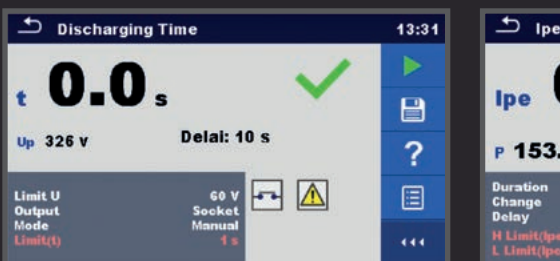 Discharging Time 13:31
t 0.0 s
Up 326 V Delai: 10 s
Limit U 60 V
Output Socket
Mode Manual
Limit(t) 1 s
?
Ipe
Ipe
P 153.
Duration
Change
Delay
H Limit(Ipe
L Limit(Ipe